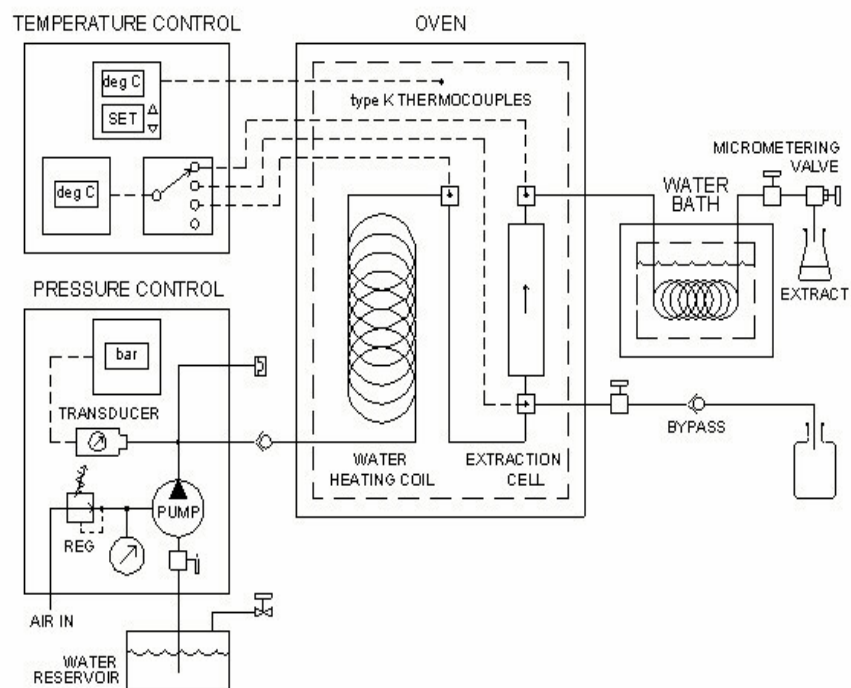 TEMPERATURE CONTROL
OVEN
deg C
SET
type K THERMOCOUPLES
deg C
MICROMETERING
VALVE
WATER
BATH
EXTRACT
PRESSURE CONTROL
bar
TRANSDUCER
BYPASS
WATER
HEATING COIL
EXTRACTION
CELL
PUMP
REG
AIR IN
WATER
RESERVOIR